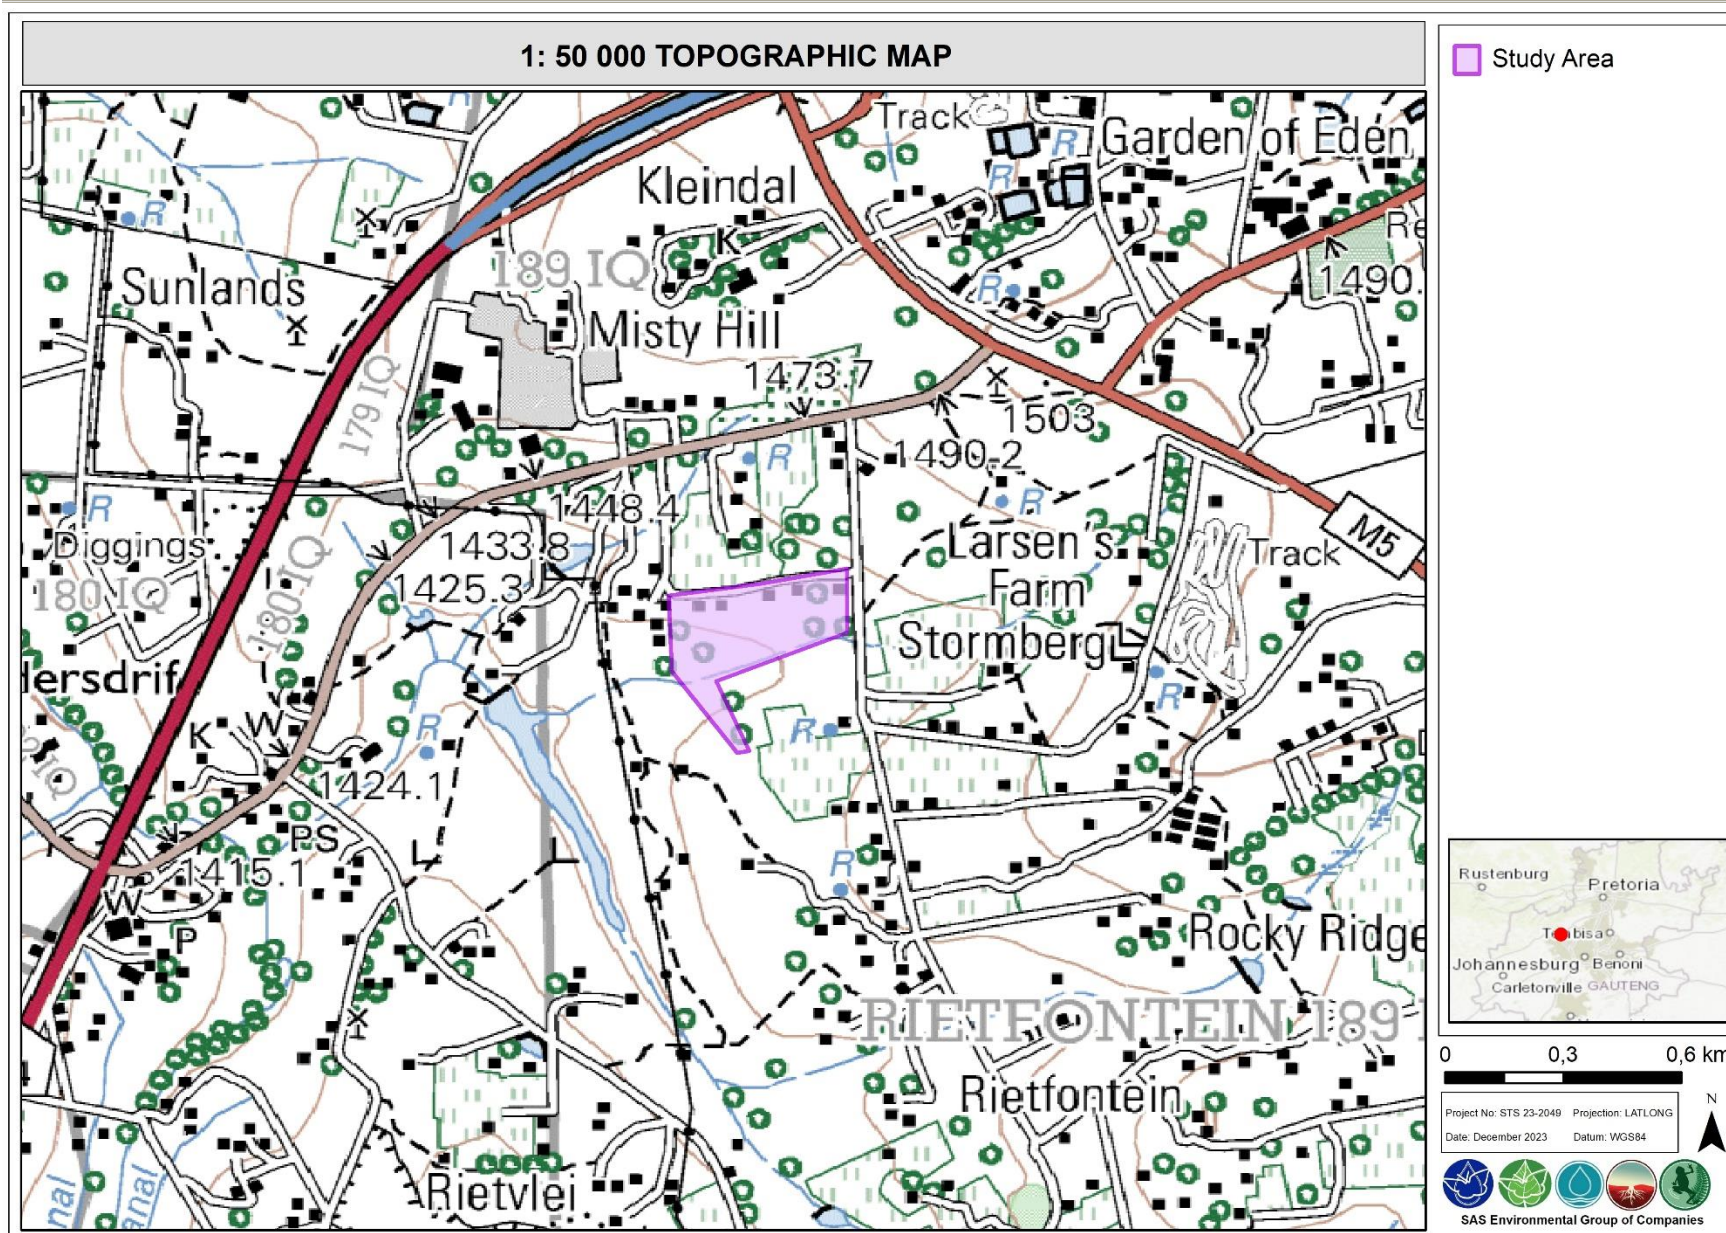 1: 50 000 TOPOGRAPHIC MAP
Study Area
Track
Garden of Eden
R
R
Kleindal
R
K
189 IQ
R
1490.
Sunlands
Misty Hill
1473.7
179 IQ
1503
1490.2
R
R
R
1448.4
Diggings
1433.8
Larsen's
Farm
Track
M5
180 IQ
180 IQ
1425.3
Stormberg
R
K
W
R
R
1424.1
PS
1415.1
R
W
P
Rocky Ridge
RIETFONTEIN 189
Rietfontein
Rietvlei
Rustenburg
Pretoria
Johannesburg
Benoni
Carletonville
GAUTENG
0 0,3 0,6 km
Project No: STS 23-2049 Projection: LATLONG
Date: December 2023 Datum: WGS84
N
SAS Environmental Group of Companies